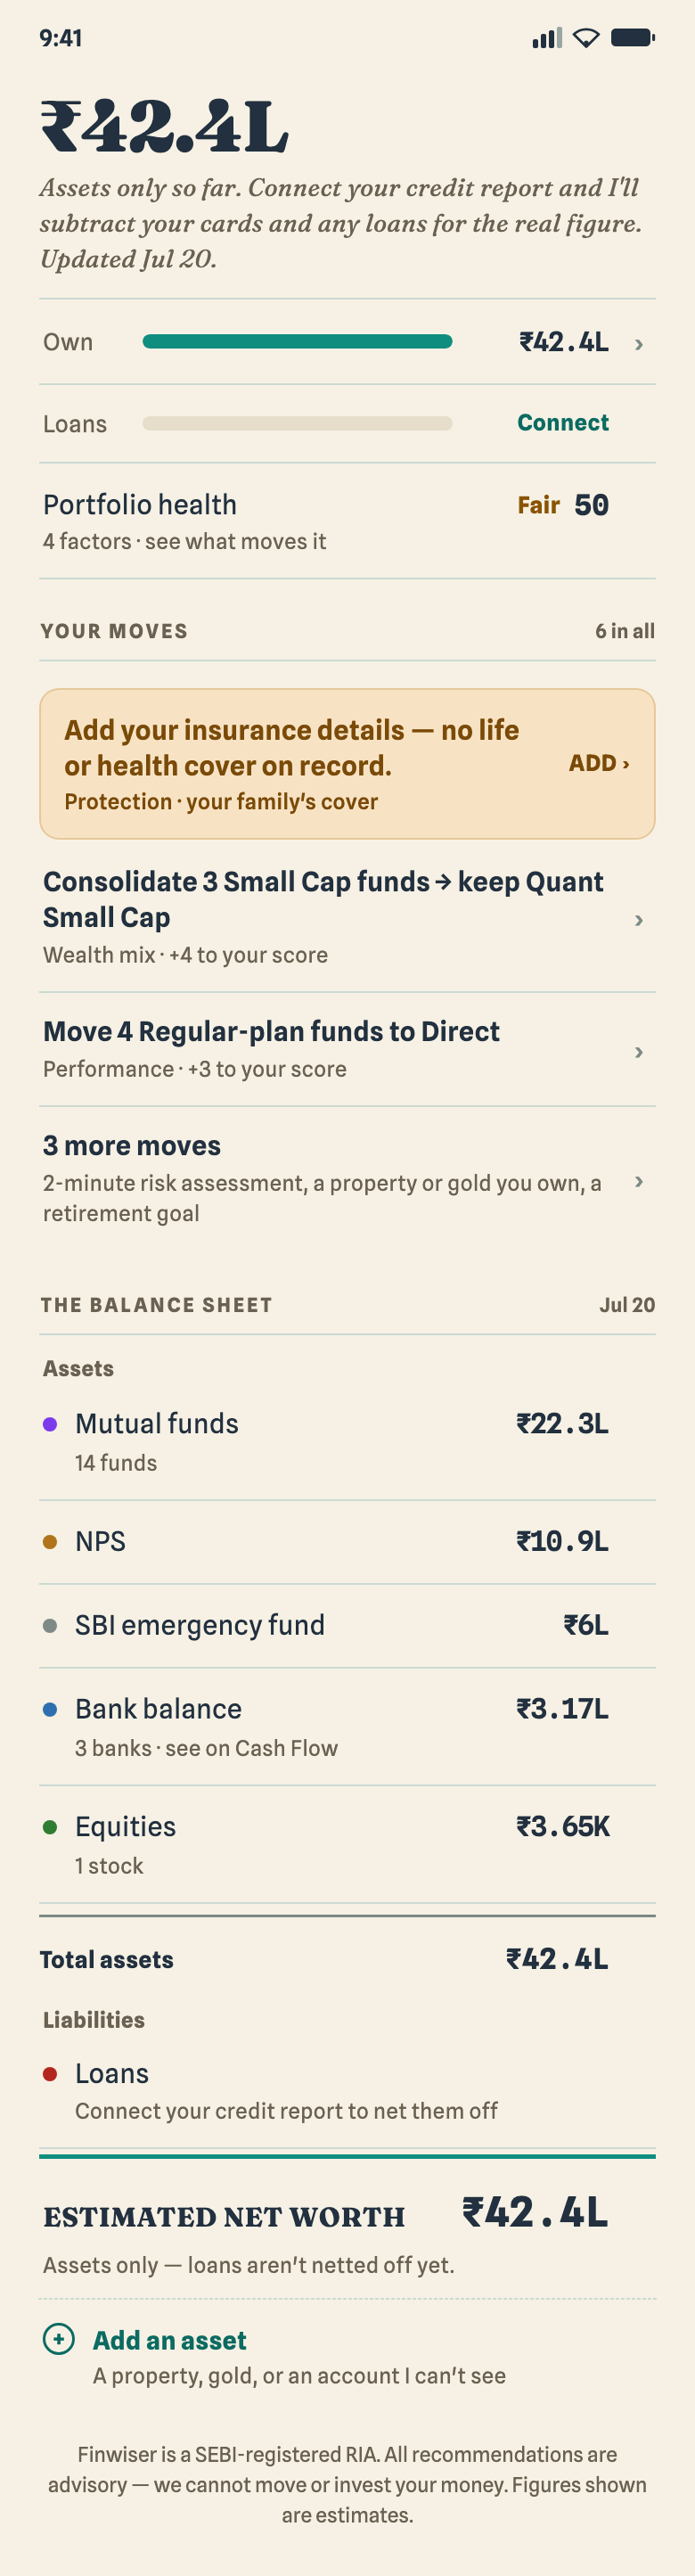 9:41
₹42.4L
Assets only so far. Connect your credit report and I'll
subtract your cards and any loans for the real figure.
Updated Jul 20.
Own ₹42.4L ›
Loans Connect
Portfolio health Fair 50
4 factors · see what moves it
YOUR MOVES 6 in all
Add your insurance details — no life
or health cover on record.
ADD ›
Protection · your family's cover
Consolidate 3 Small Cap funds → keep Quant
Small Cap ›
Wealth mix · +4 to your score
Move 4 Regular-plan funds to Direct ›
Performance · +3 to your score
3 more moves
2-minute risk assessment, a property or gold you own, a ›
retirement goal
THE BALANCE SHEET Jul 20
Assets
Mutual funds ₹22.3L
14 funds
NPS ₹10.9L
SBI emergency fund ₹6L
Bank balance ₹3.17L
3 banks · see on Cash Flow
Equities ₹3.65K
1 stock
Total assets ₹42.4L
Liabilities
Loans
Connect your credit report to net them off
ESTIMATED NET WORTH ₹42.4L
Assets only — loans aren't netted off yet.
+ Add an asset
A property, gold, or an account I can't see
Finwiser is a SEBI-registered RIA. All recommendations are
advisory — we cannot move or invest your money. Figures shown
are estimates.